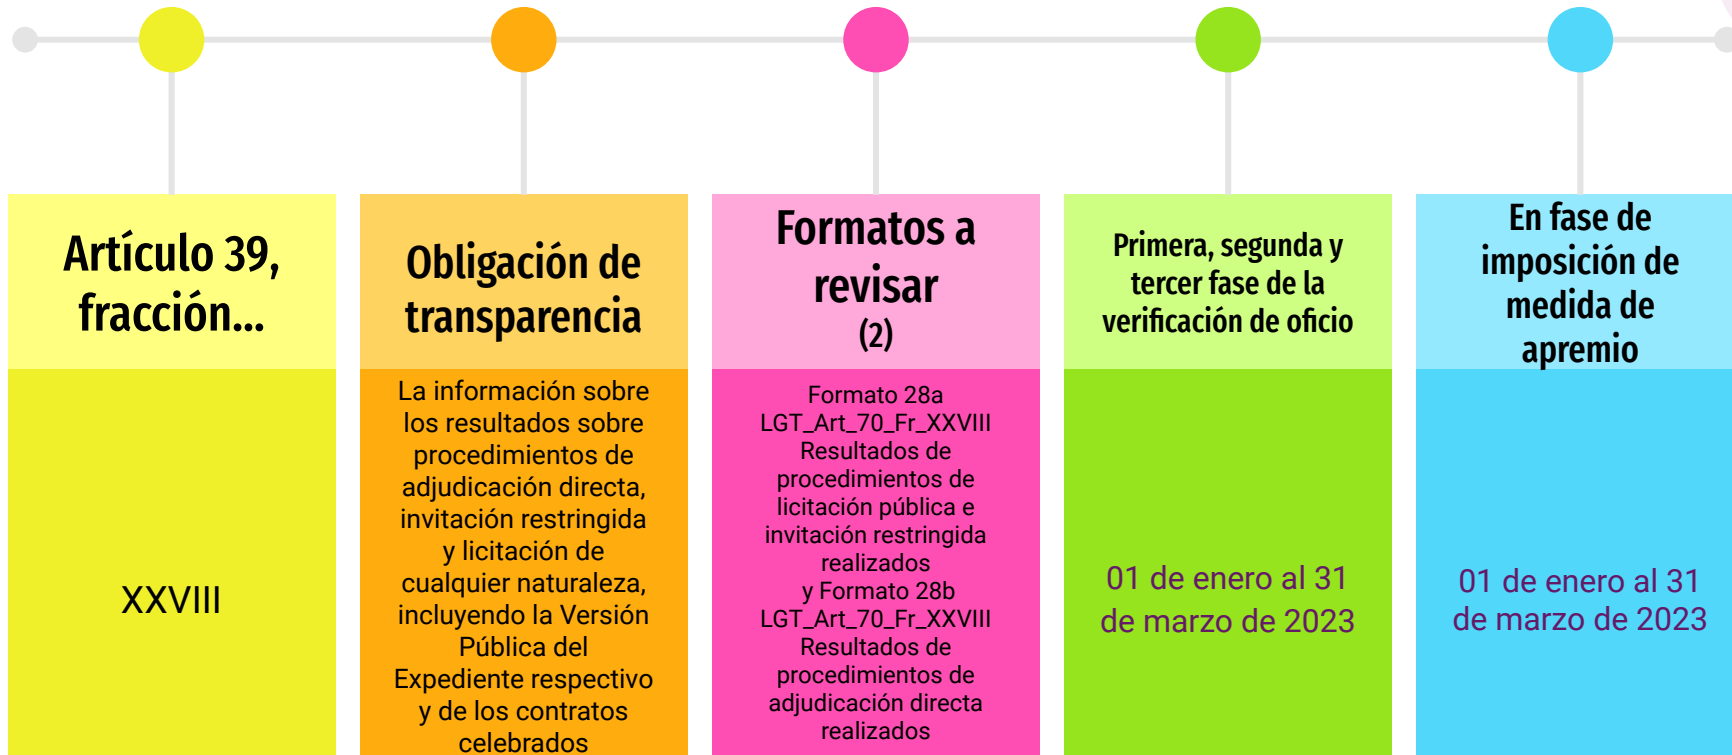 Artículo 39,
fracción...
XXVIII
Obligación de
transparencia
La información sobre
los resultados sobre
procedimientos de
adjudicación directa,
invitación restringida
y licitación de
cualquier naturaleza,
incluyendo la Versión
Pública del
Expediente respectivo
y de los contratos
celebrados
Formatos a
revisar
(2)
Formato 28a
LGT_Art_70_Fr_XXVIII
Resultados de
procedimientos de
licitación pública e
invitación restringida
realizados
y Formato 28b
LGT_Art_70_Fr_XXVIII
Resultados de
procedimientos de
adjudicación directa
realizados
Primera, segunda y
tercer fase de la
verificación de oficio
01 de enero al 31
de marzo de 2023
En fase de
imposición de
medida de
apremio
01 de enero al 31
de marzo de 2023